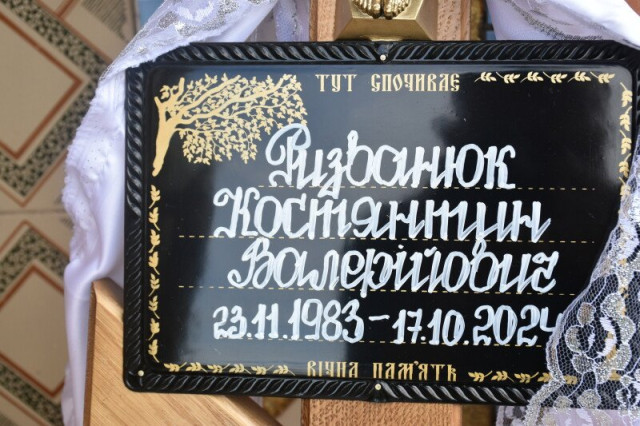 ТУТ СПОЧИВАЄ
Ризванюк
Костянтин
Валерійович
23.11.1983-17.10.2024
ВІЧНА ПАМ'ЯТЬ